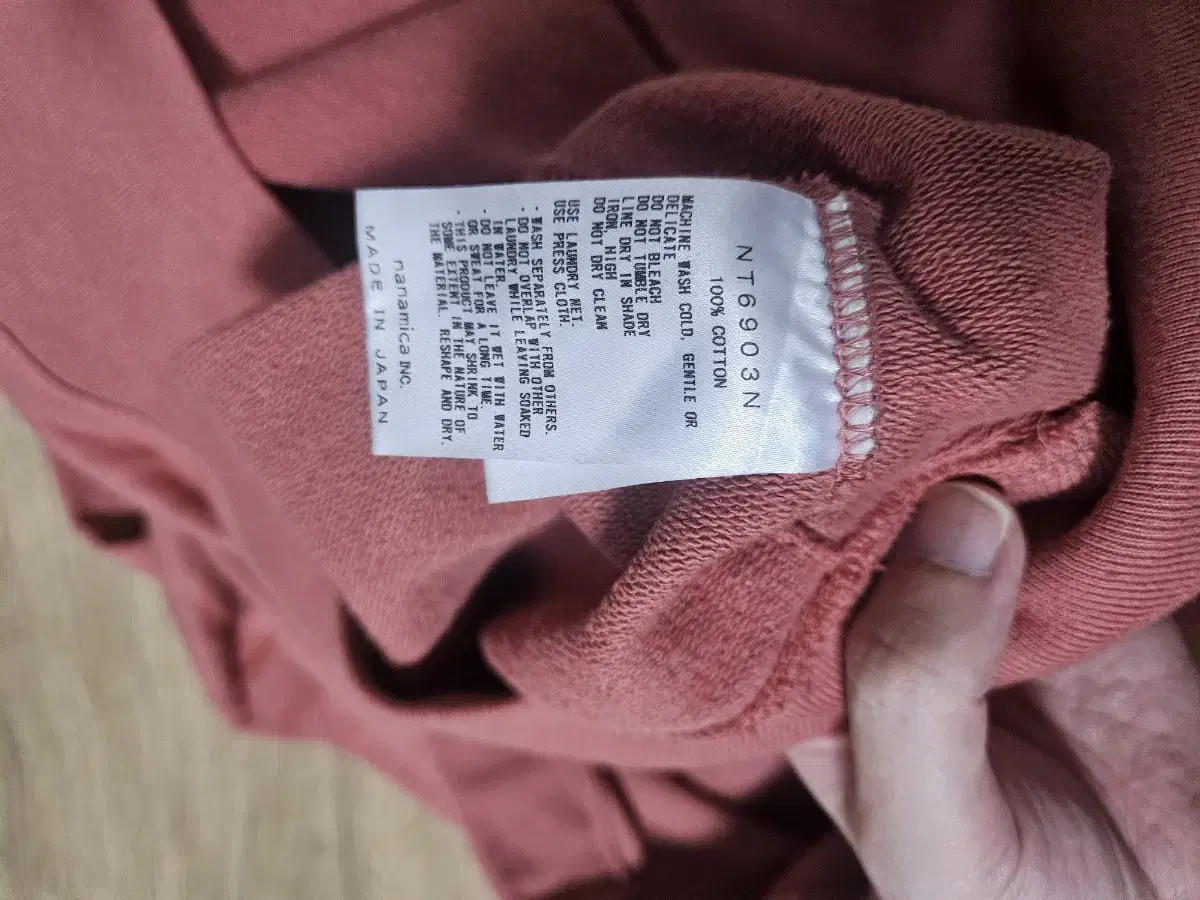 NT6903N
100% COTTON
MACHINE WASH COLD, GENTLE OR
DELICATE
DO NOT BLEACH
DO NOT TUMBLE DRY
LINE DRY IN SHADE
IRON, HIGH
DO NOT DRY CLEAN
USE LAUNDRY NET.
USE PRESS CLOTH.
・WASH SEPARATELY FROM OTHERS.
・DO NOT OVERLAP WITH OTHER
LAUNDRY WHILE LEAVING SOAKED
IN WATER.
・DO NOT LEAVE IT WET WITH WATER
OR SWEAT FOR A LONG TIME.
・THIS PRODUCT MAY SHRINK TO
SOME EXTENT IN THE NATURE OF
THE MATERIAL. RESHAPE AND DRY.
nanamica INC.
MADE IN JAPAN